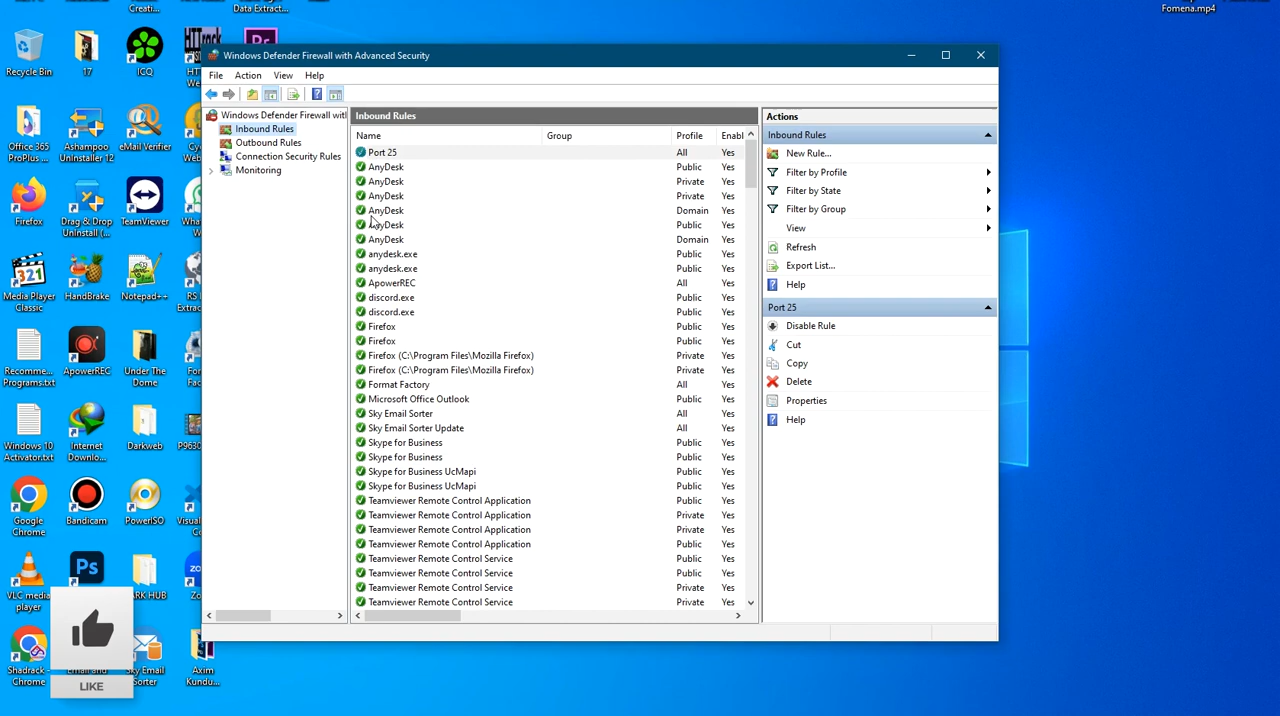 Creati...
Data Extract...
Fomena.mp4
Recycle Bin
17
ICQ
HTTrack
Pr
Office 365
ProPlus ...
Ashampoo
Uninstaller 12
eMail Verifier
Firefox
Drag & Drop
Uninstall (...
TeamViewer
Media Player
Classic
HandBrake
Notepad++
Recomme...
Programs.txt
ApowerREC
Under The
Dome
Windows 10
Activator.txt
Internet
Downlo...
Darkweb
Google
Chrome
Bandicam
PowerISO
VLC media
player
Ps
Shadrack -
Chrome
Email and
Sky Email
Sorter
Axim
Kundu...
LIKE
Windows Defender Firewall with Advanced Security
File Action View Help
Windows Defender Firewall wit
Inbound Rules
Outbound Rules
Connection Security Rules
Monitoring
Inbound Rules
Name Group Profile Enabl
Port 25 All Yes
AnyDesk Public Yes
AnyDesk Private Yes
AnyDesk Private Yes
AnyDesk Domain Yes
AnyDesk Public Yes
AnyDesk Domain Yes
anydesk.exe Public Yes
anydesk.exe Public Yes
ApowerREC All Yes
discord.exe Public Yes
discord.exe Public Yes
Firefox Public Yes
Firefox Public Yes
Firefox (C:\Program Files\Mozilla Firefox) Private Yes
Firefox (C:\Program Files\Mozilla Firefox) Private Yes
Format Factory All Yes
Microsoft Office Outlook Public Yes
Sky Email Sorter All Yes
Sky Email Sorter Update All Yes
Skype for Business Public Yes
Skype for Business Public Yes
Skype for Business UcMapi Public Yes
Skype for Business UcMapi Public Yes
Teamviewer Remote Control Application Public Yes
Teamviewer Remote Control Application Private Yes
Teamviewer Remote Control Application Private Yes
Teamviewer Remote Control Application Public Yes
Teamviewer Remote Control Service Public Yes
Teamviewer Remote Control Service Public Yes
Teamviewer Remote Control Service Private Yes
Teamviewer Remote Control Service Private Yes
Actions
Inbound Rules
New Rule...
Filter by Profile
Filter by State
Filter by Group
View
Refresh
Export List...
Help
Port 25
Disable Rule
Cut
Copy
Delete
Properties
Help